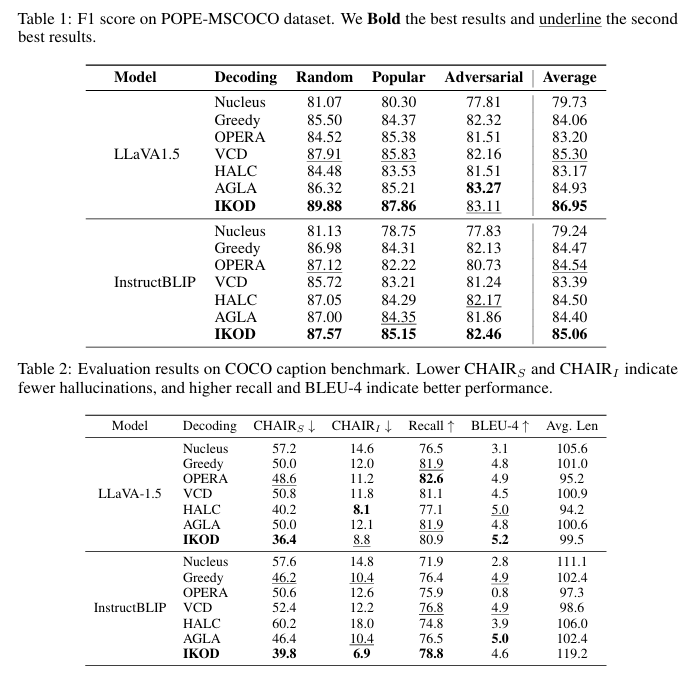 Table 1: F1 score on POPE-MSCOCO dataset. We Bold the best results and underline the second
best results.
Model Decoding Random Popular Adversarial Average
Nucleus 81.07 80.30 77.81 79.73
Greedy 85.50 84.37 82.32 84.06
OPERA 84.52 85.38 81.51 83.20
LLaVA1.5 VCD 87.91 85.83 82.16 85.30
HALC 84.48 83.53 81.51 83.17
AGLA 86.32 85.21 83.27 84.93
IKOD 89.88 87.86 83.11 86.95
Nucleus 81.13 78.75 77.83 79.24
Greedy 86.98 84.31 82.13 84.47
OPERA 87.12 82.22 80.73 84.54
InstructBLIP VCD 85.72 83.21 81.24 83.39
HALC 87.05 84.29 82.17 84.50
AGLA 87.00 84.35 81.86 84.40
IKOD 87.57 85.15 82.46 85.06
Table 2: Evaluation results on COCO caption benchmark. Lower CHAIR_S and CHAIR_I indicate
fewer hallucinations, and higher recall and BLEU-4 indicate better performance.
Model Decoding CHAIR_S ↓ CHAIR_I ↓ Recall ↑ BLEU-4 ↑ Avg. Len
Nucleus 57.2 14.6 76.5 3.1 105.6
Greedy 50.0 12.0 81.9 4.8 101.0
OPERA 48.6 11.2 82.6 4.9 95.2
LLaVA-1.5 VCD 50.8 11.8 81.1 4.5 100.9
HALC 40.2 8.1 77.1 5.0 94.2
AGLA 50.0 12.1 81.9 4.8 100.6
IKOD 36.4 8.8 80.9 5.2 99.5
Nucleus 57.6 14.8 71.9 2.8 111.1
Greedy 46.2 10.4 76.4 4.9 102.4
OPERA 50.6 12.6 75.9 0.8 97.3
InstructBLIP VCD 52.4 12.2 76.8 4.9 98.6
HALC 60.2 18.0 74.8 3.9 106.0
AGLA 46.4 10.4 76.5 5.0 102.4
IKOD 39.8 6.9 78.8 4.6 119.2